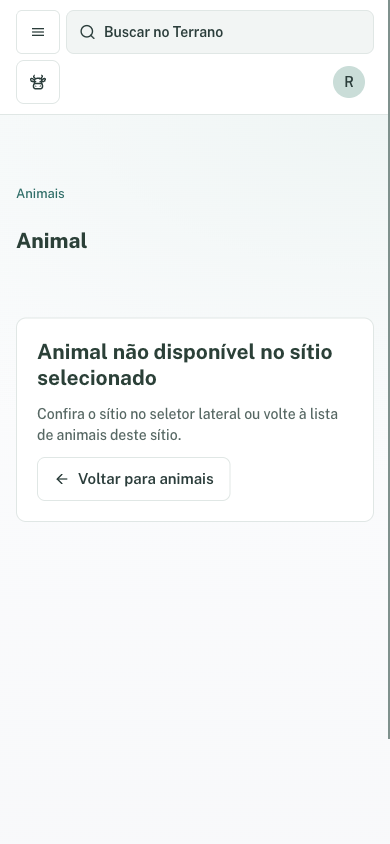 Buscar no Terrano
R
Animais
Animal
Animal não disponível no sítio
selecionado
Confira o sítio no seletor lateral ou volte à lista
de animais deste sítio.
Voltar para animais